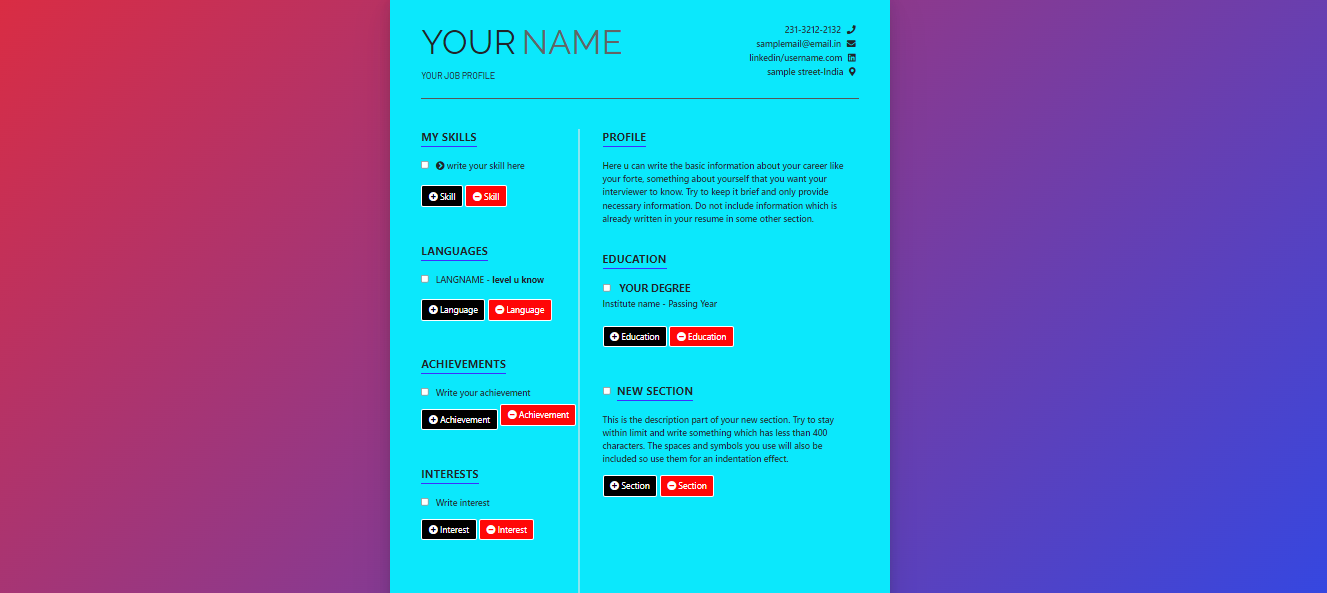 YOUR NAME
YOUR JOB PROFILE
231-3212-2132
samplemail@email.in
linkedin/username.com
sample street-India
MY SKILLS
write your skill here
Skill Skill
LANGUAGES
LANGNAME - level u know
Language Language
ACHIEVEMENTS
Write your achievement
Achievement Achievement
INTERESTS
Write interest
Interest Interest
PROFILE
Here u can write the basic information about your career like
your forte, something about yourself that you want your
interviewer to know. Try to keep it brief and only provide
necessary information. Do not include information which is
already written in your resume in some other section.
EDUCATION
YOUR DEGREE
Institute name - Passing Year
Education Education
NEW SECTION
This is the description part of your new section. Try to stay
within limit and write something which has less than 400
characters. The spaces and symbols you use will also be
included so use them for an indentation effect.
Section Section